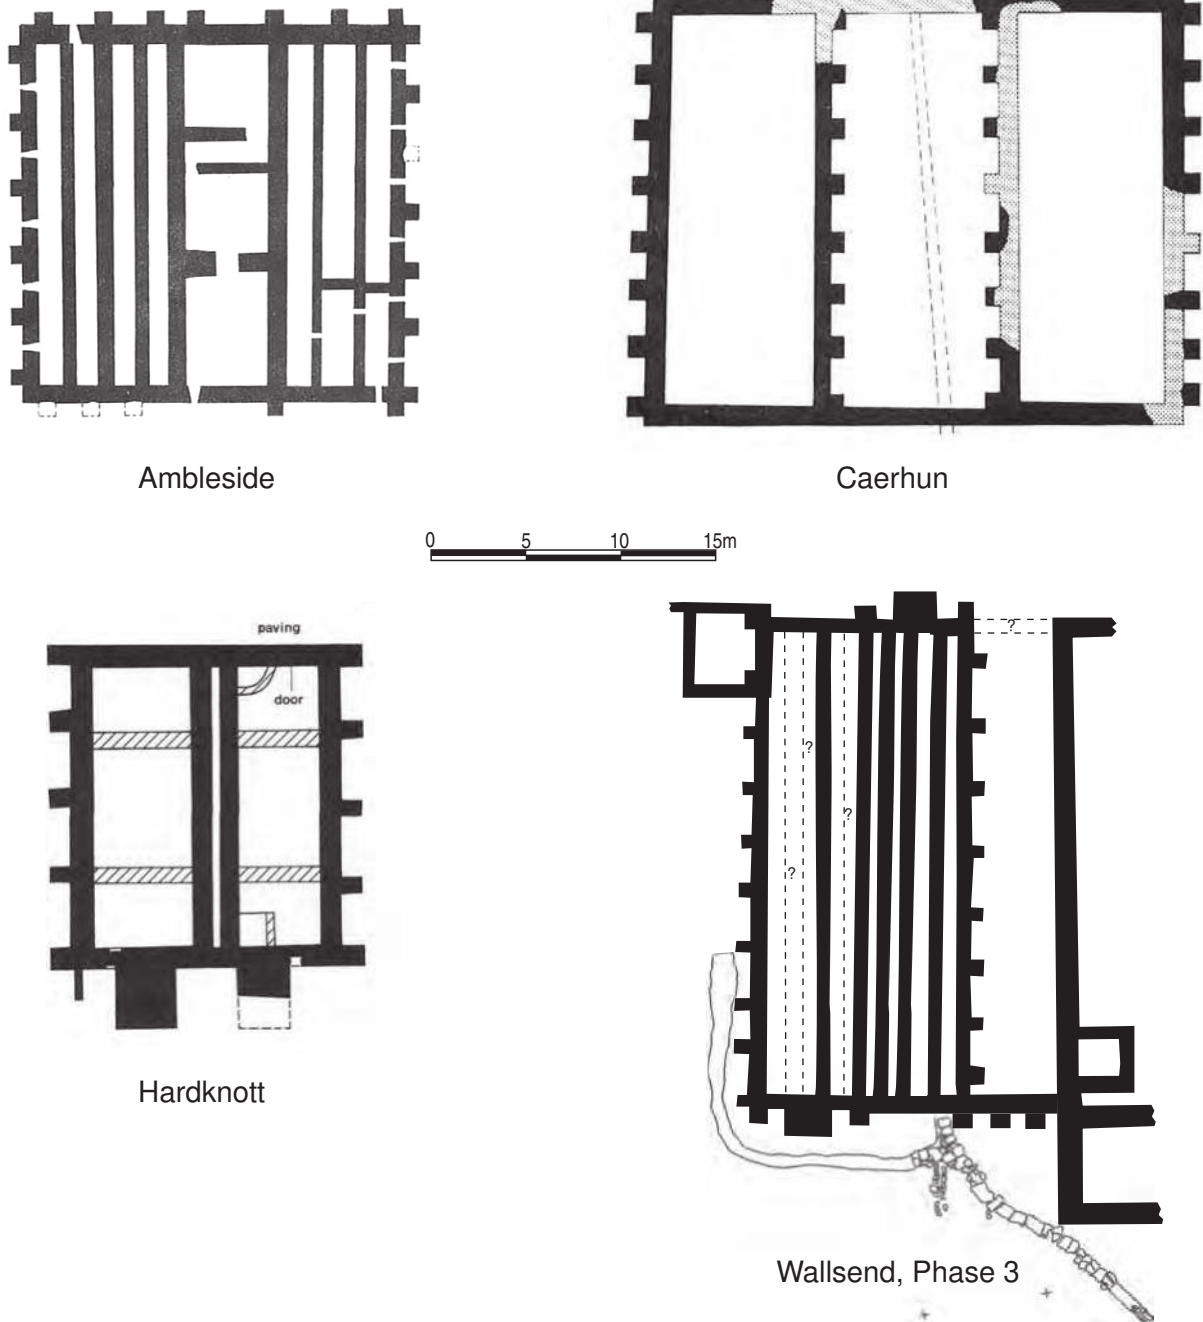 Ambleside
Caerhun
0 5 10 15m
paving
door
?
?
?
?
Hardknott
Wallsend, Phase 3